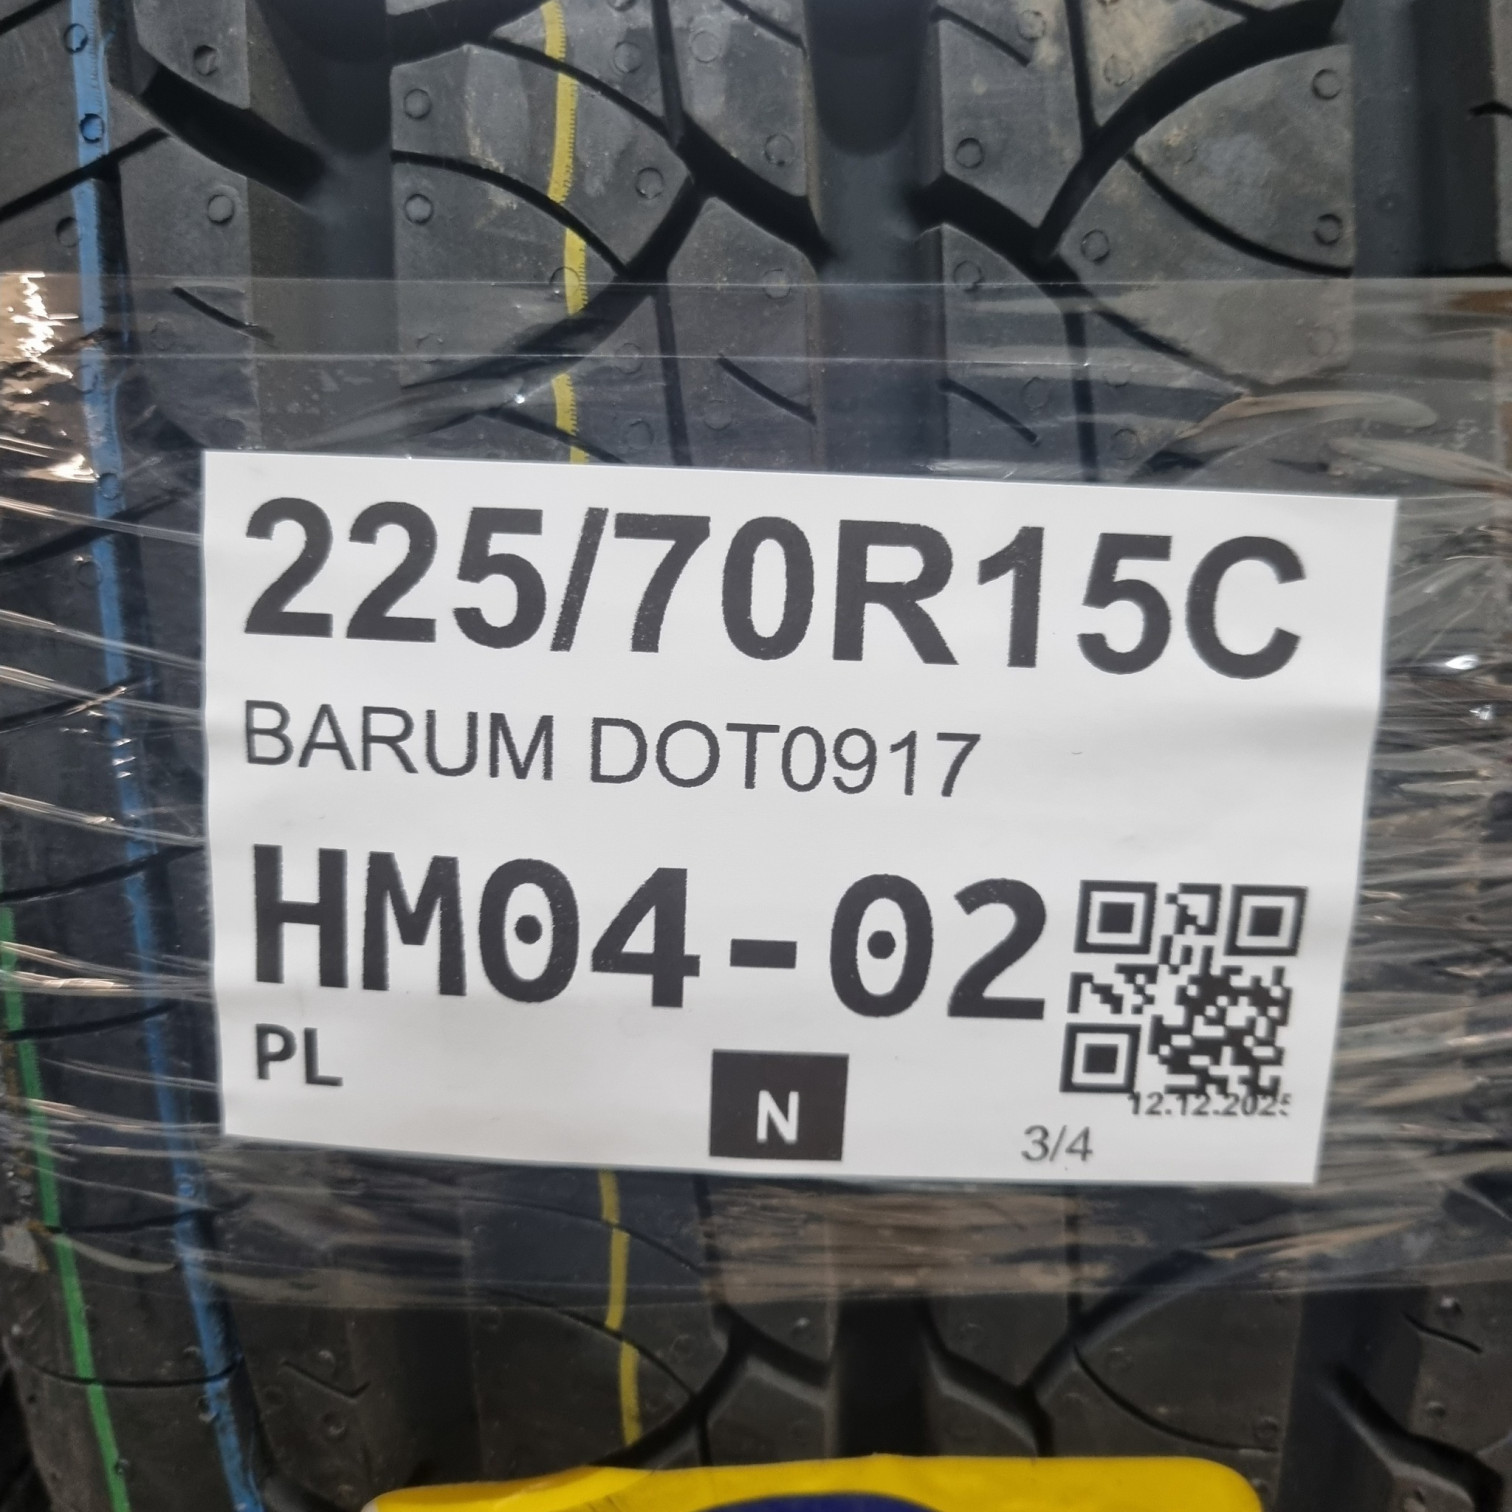 225/70R15C
BARUM DOT0917
HM04-02
PL
N
12.12.2025
3/4